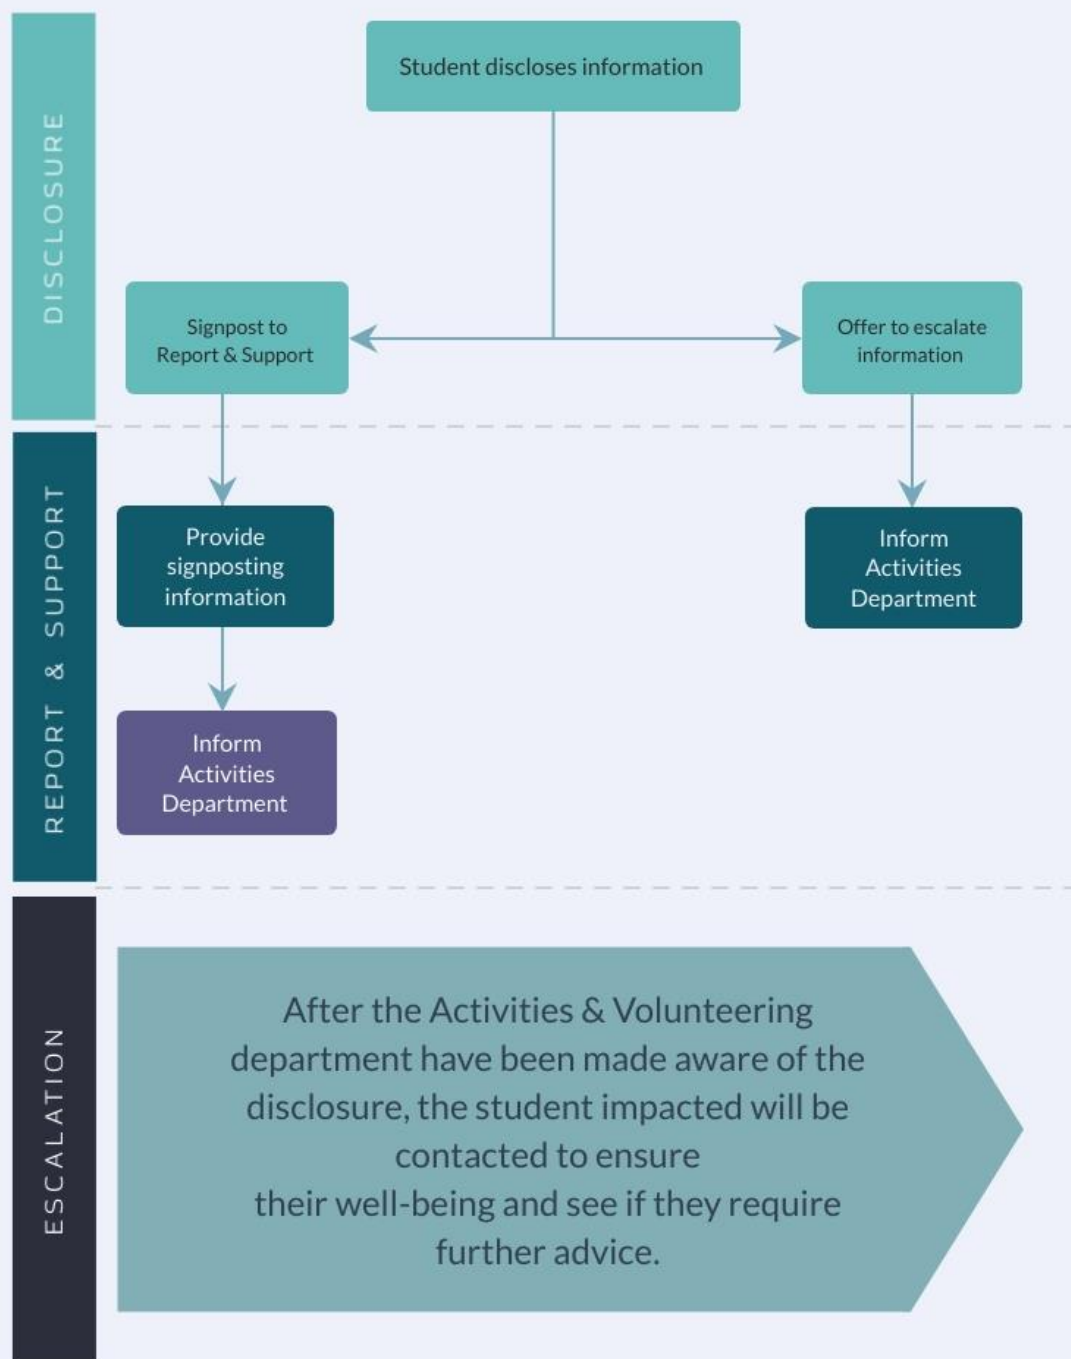 DISCLOSURE
Student discloses information
Signpost to
Report & Support
Offer to escalate
information
REPORT & SUPPORT
Provide
signposting
information
Inform
Activities
Department
Inform
Activities
Department
ESCALATION
After the Activities & Volunteering
department have been made aware of the
disclosure, the student impacted will be
contacted to ensure
their well-being and see if they require
further advice.